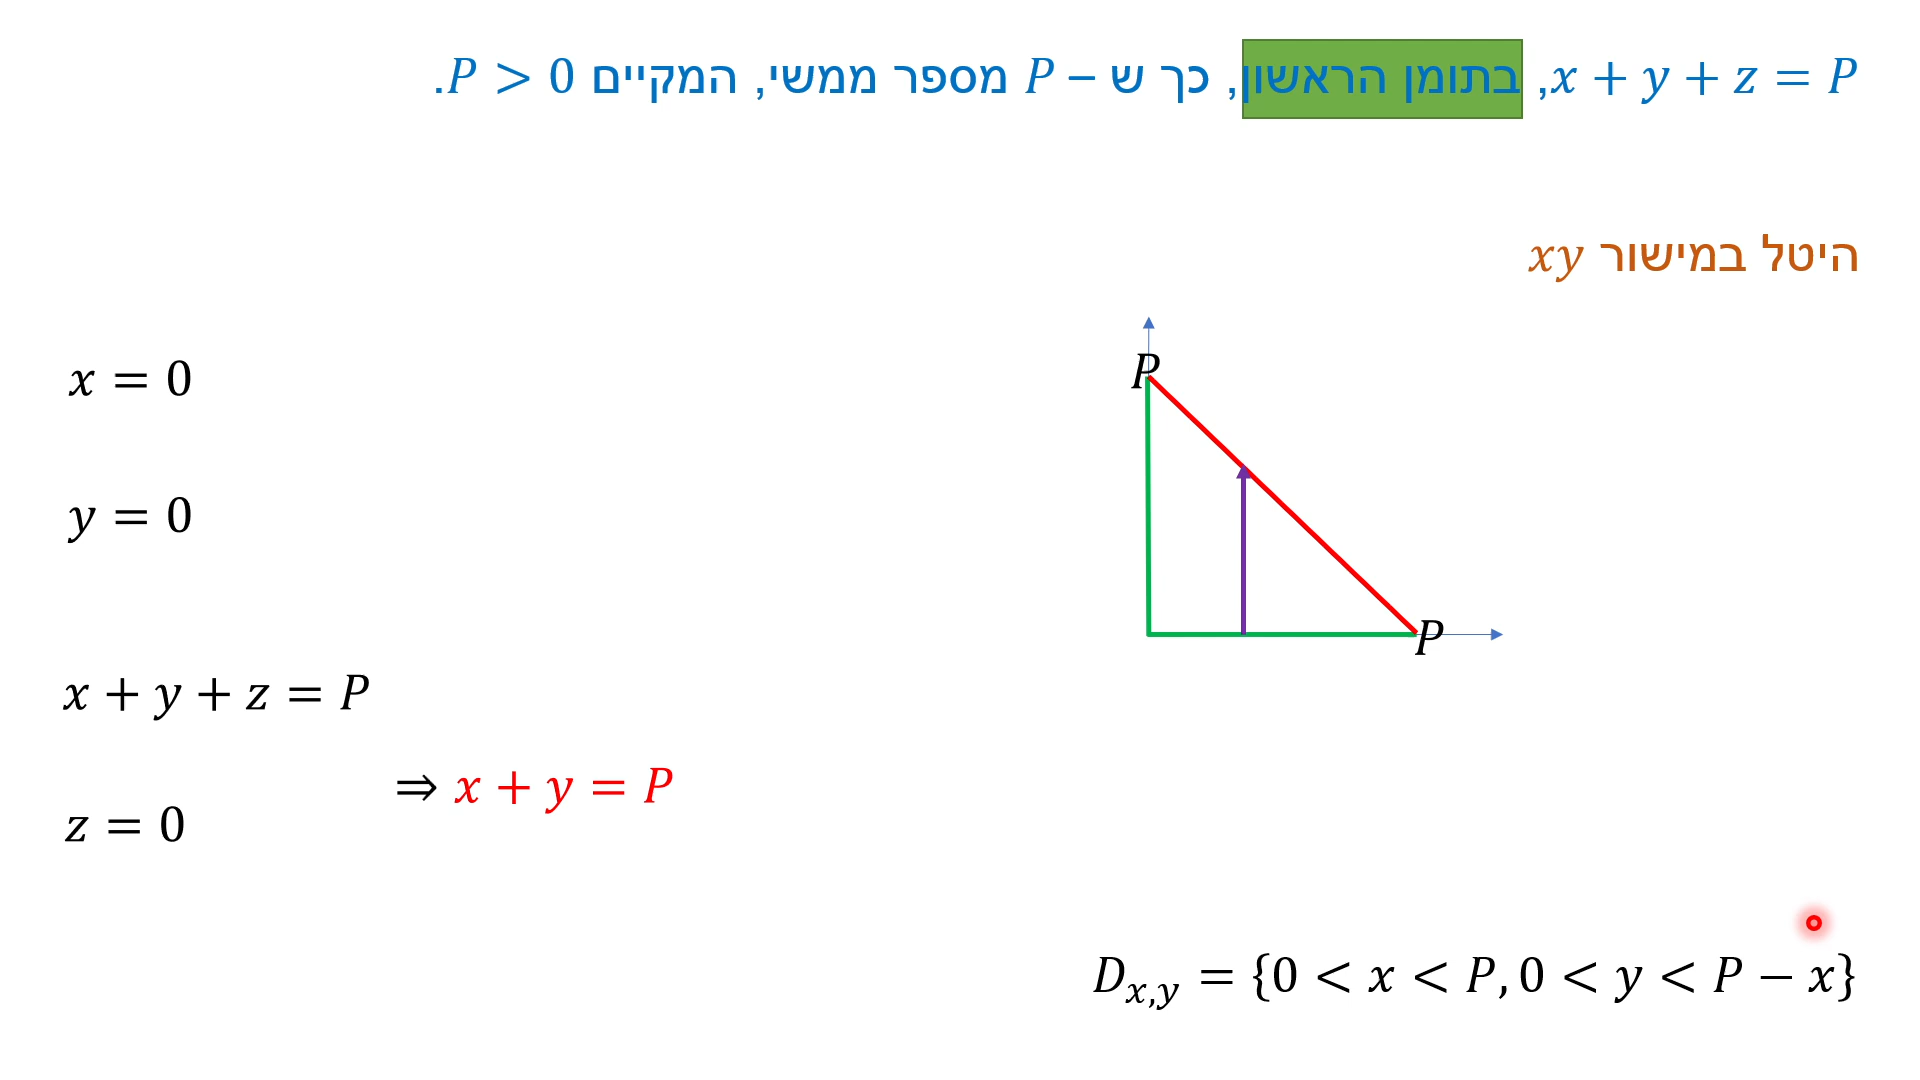 x + y + z = P, בתומן הראשון, כך ש – P מספר ממשי, המקיים P > 0.
היטל במישור xy
x = 0
y = 0
x + y + z = P
⇒ x + y = P
z = 0
P
P
D_{x,y} = {0 < x < P, 0 < y < P − x}